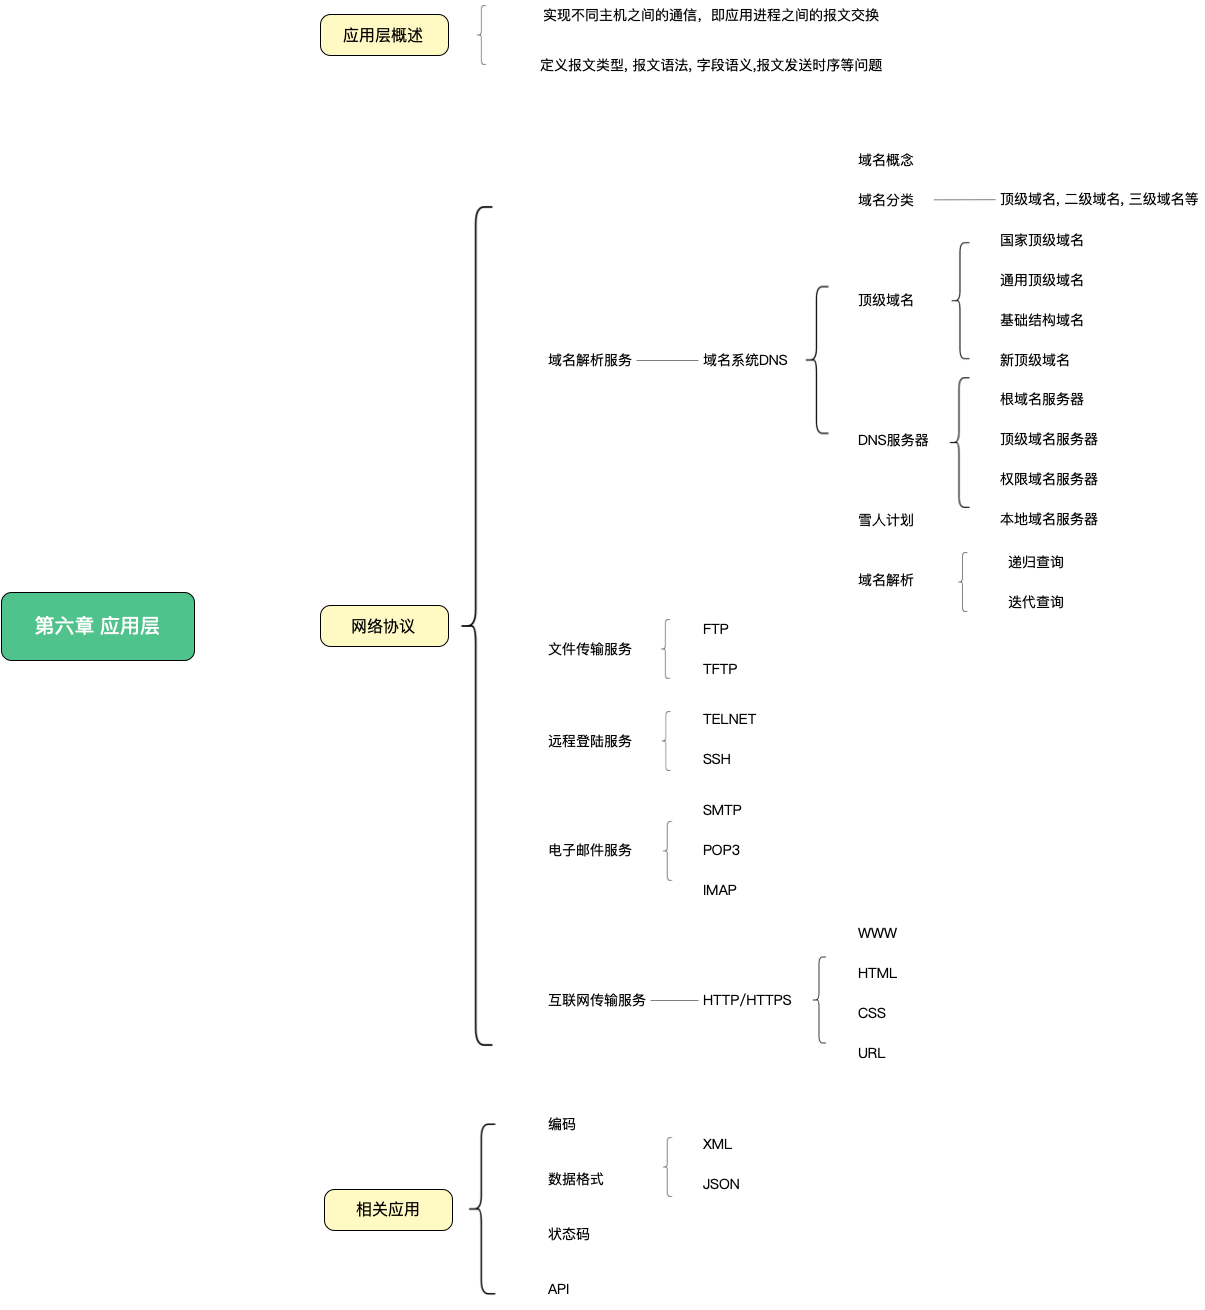 应用层概述
实现不同主机之间的通信，即应用进程之间的报文交换
定义报文类型, 报文语法, 字段语义,报文发送时序等问题
第六章 应用层
网络协议
域名解析服务
域名系统DNS
域名概念
域名分类
顶级域名, 二级域名, 三级域名等
顶级域名
国家顶级域名
通用顶级域名
基础结构域名
新顶级域名
DNS服务器
根域名服务器
顶级域名服务器
权限域名服务器
本地域名服务器
雪人计划
域名解析
递归查询
迭代查询
文件传输服务
FTP
TFTP
远程登陆服务
TELNET
SSH
电子邮件服务
SMTP
POP3
IMAP
互联网传输服务
HTTP/HTTPS
WWW
HTML
CSS
URL
相关应用
编码
数据格式
XML
JSON
状态码
API